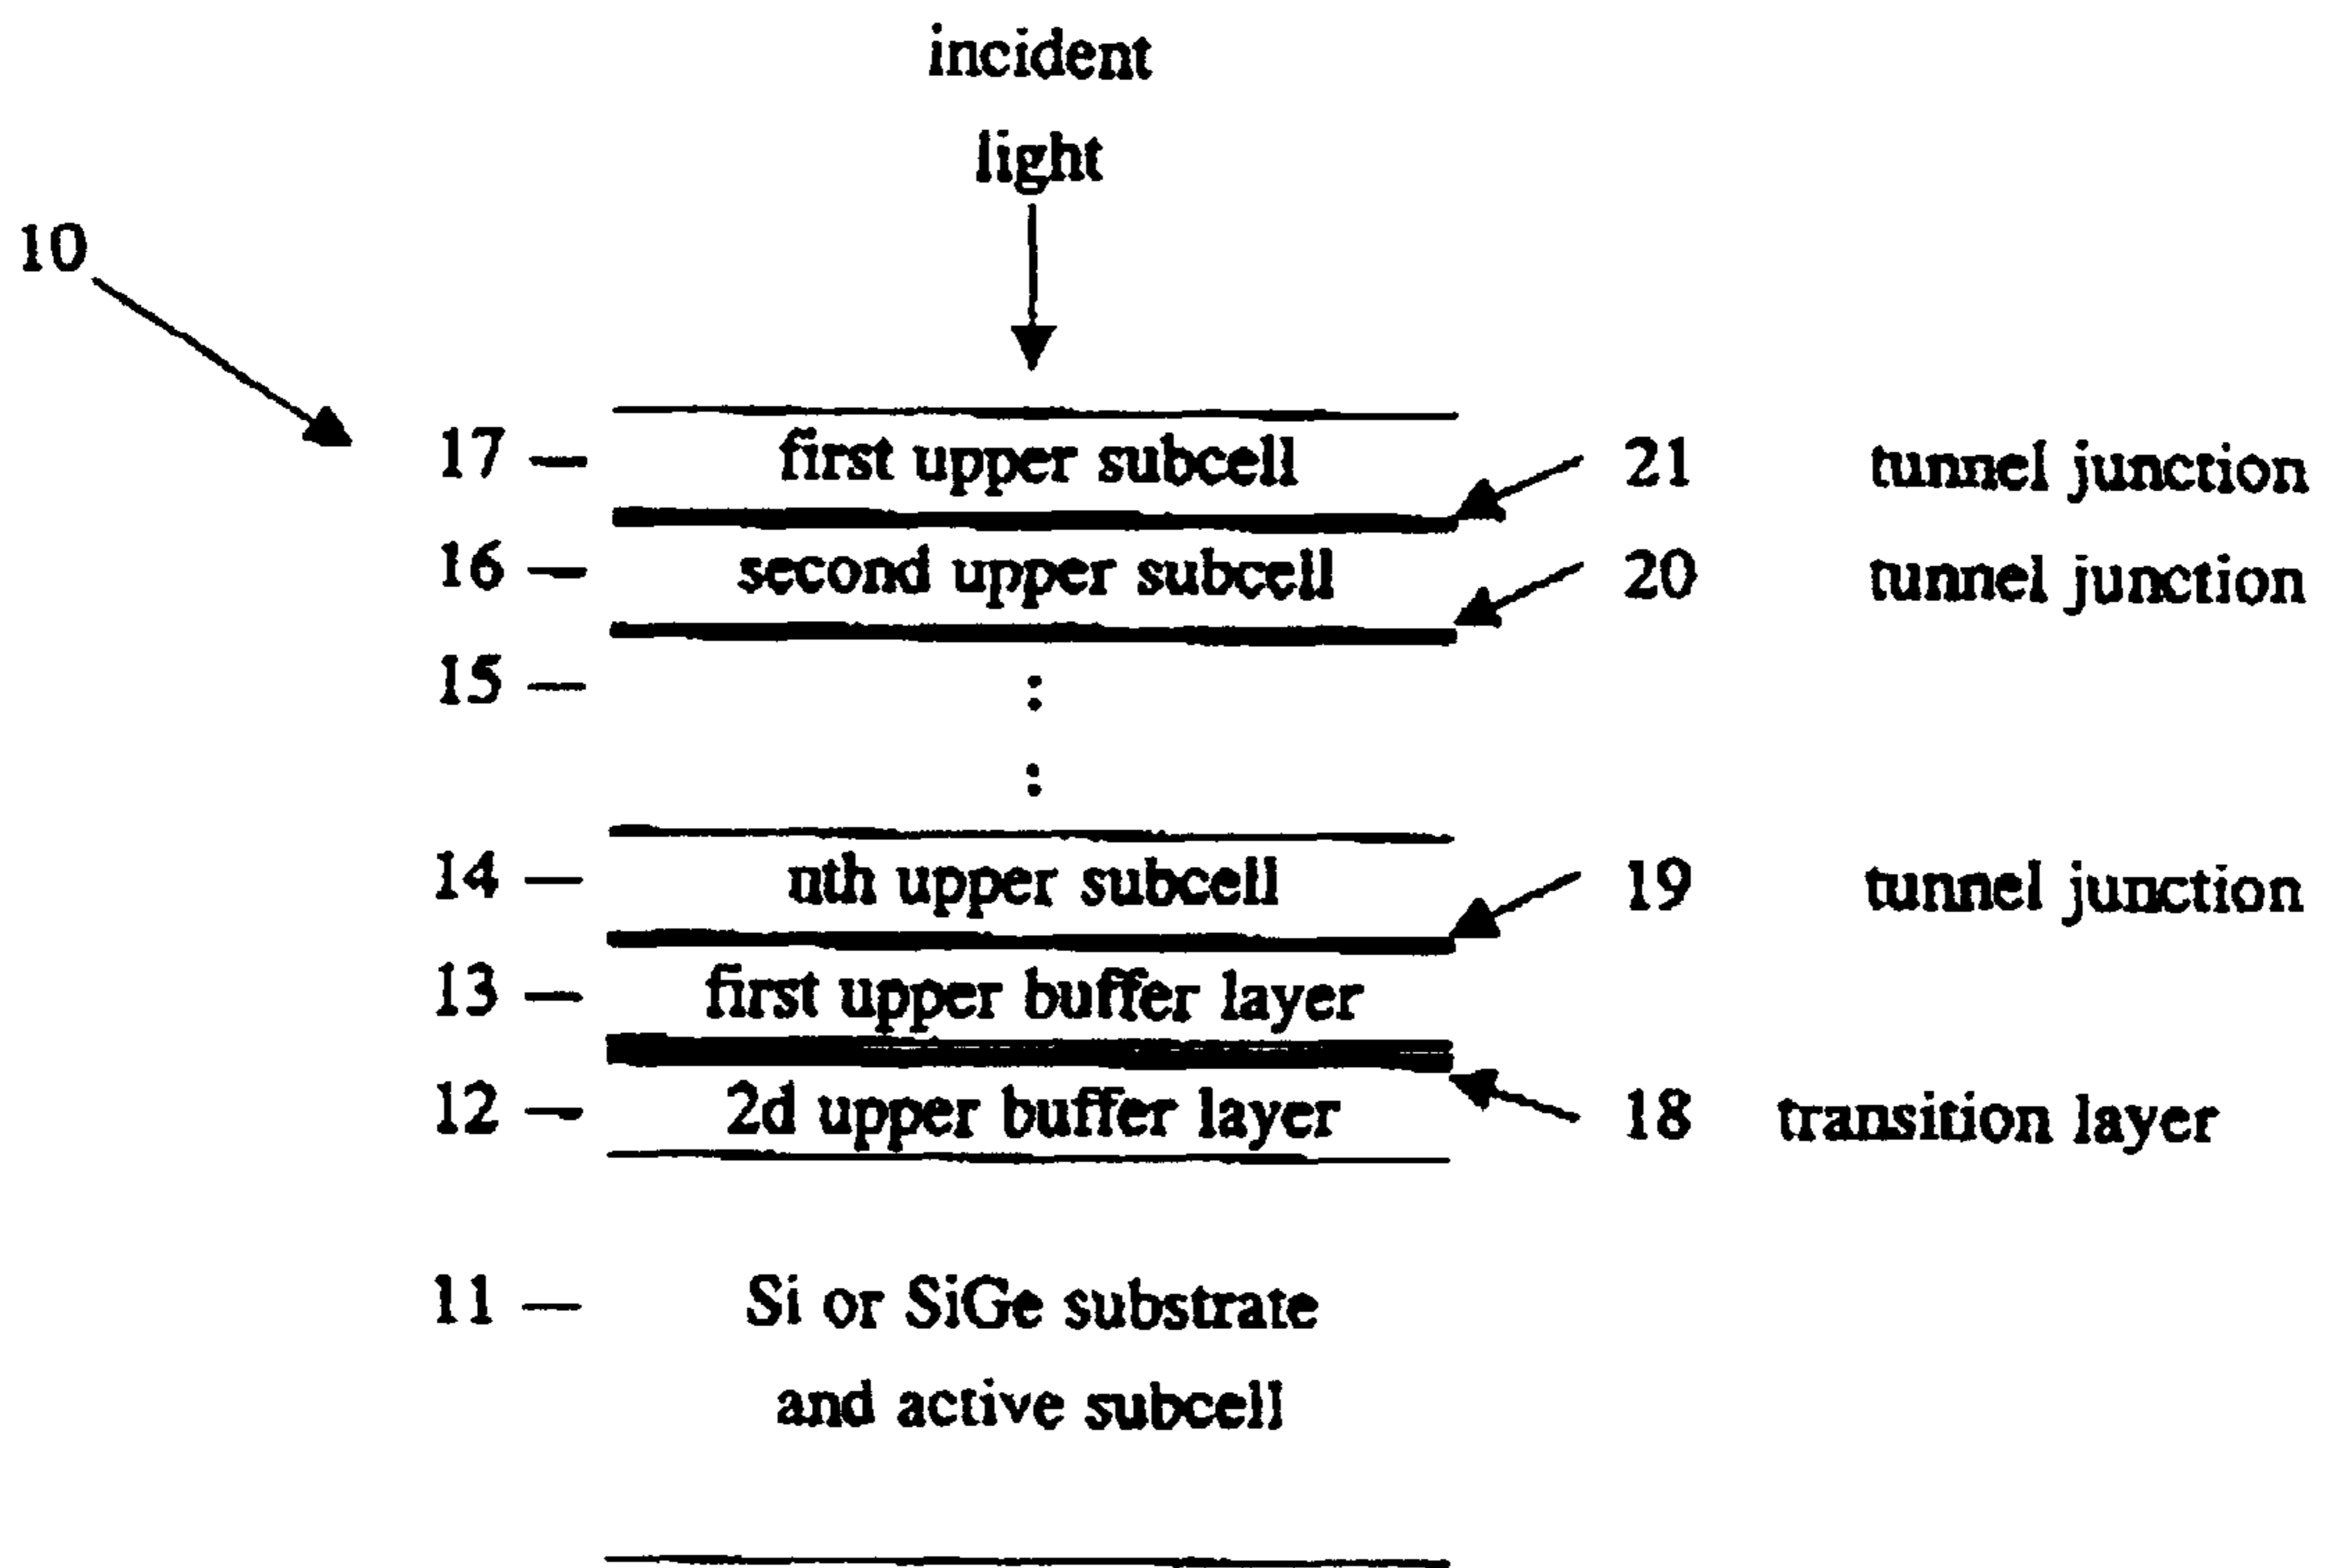 incident
light
10
17 — first upper subcell 21 tunnel junction
16 — second upper subcell 20 tunnel junction
15 — :
:
14 — nth upper subcell 19 tunnel junction
13 — first upper buffer layer
12 — 2d upper buffer layer 18 transition layer
11 — Si or SiGe substrate
and active subcell